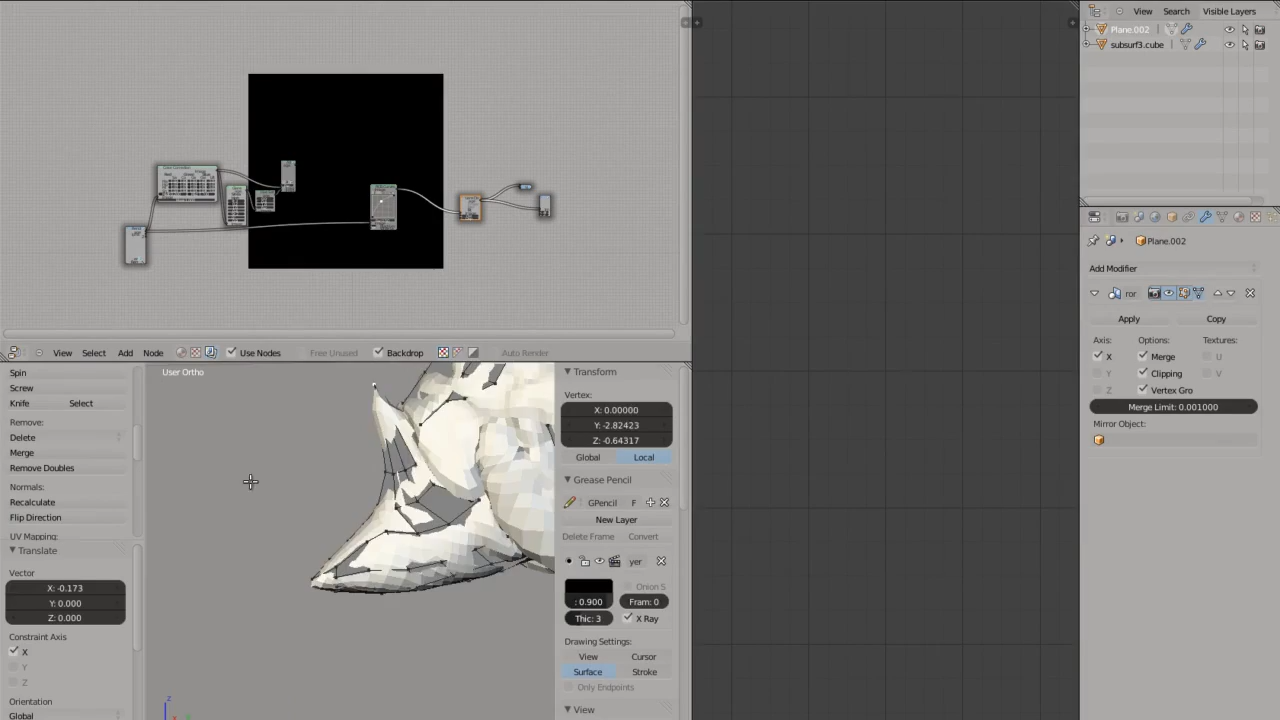 View Search Visible Layers
Plane.002
subsurf3.cube
View Select Add Node Use Nodes Free Unused Backdrop Auto Render
Spin
Screw
Knife Select
Remove:
Delete
Merge
Remove Doubles
Normals:
Recalculate
Flip Direction
UV Mapping:
Translate
Vector
X: -0.173
Y: 0.000
Z: 0.000
Constraint Axis
X
Y
Z
Orientation
Global
User Ortho
z
Transform
Vertex:
X: 0.00000
Y: -2.82423
Z: -0.64317
Global Local
Grease Pencil
GPencil F
New Layer
Delete Frame Convert
yer
Onion S
: 0.900 Fram: 0
Thic: 3 X Ray
Drawing Settings:
View Cursor
Surface Stroke
Only Endpoints
View
Plane.002
Add Modifier
ror
Apply Copy
Axis: Options: Textures:
X Merge U
Y Clipping V
Z Vertex Gro
Merge Limit: 0.001000
Mirror Object: